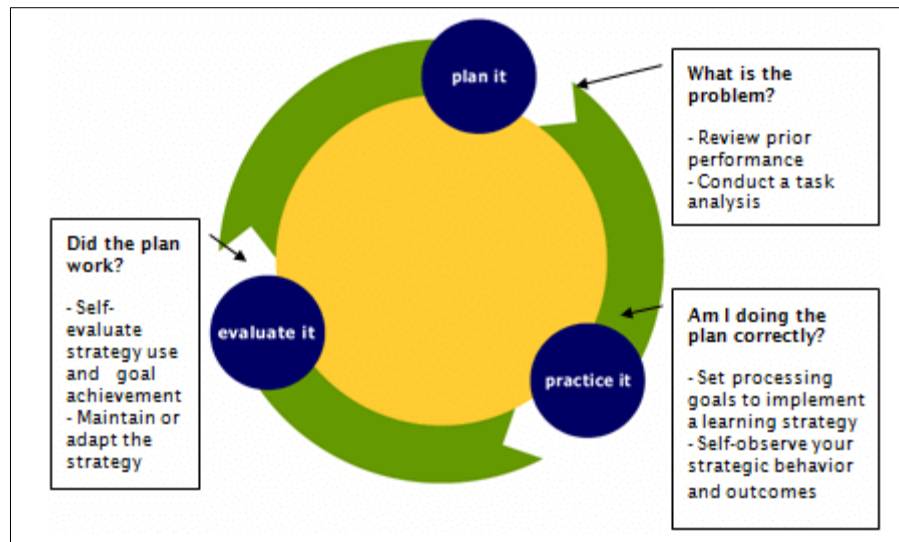 plan it
What is the
problem?
- Review prior
performance
- Conduct a task
analysis
Did the plan
work?
- Self-
evaluate
strategy use
and goal
achievement
- Maintain or
adapt the
strategy
evaluate it
practice it
Am I doing the
plan correctly?
- Set processing
goals to implement
a learning strategy
- Self-observe your
strategic behavior
and outcomes